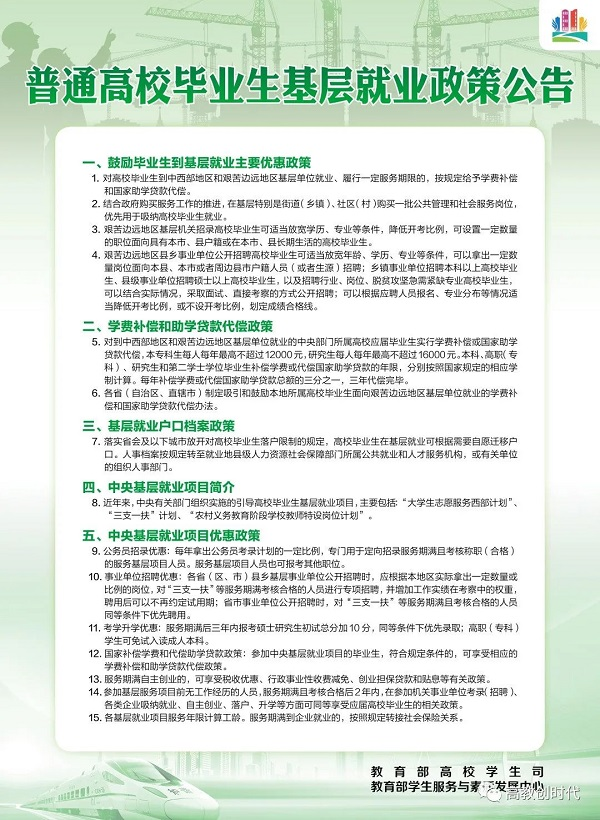 普通高校毕业生基层就业政策公告
一、鼓励毕业生到基层就业主要优惠政策
1. 对高校毕业生到中西部地区和艰苦边远地区基层单位就业、履行一定服务期限的，按规定给予学费补偿
和国家助学贷款代偿。
2. 结合政府购买服务工作的推进，在基层特别是街道（乡镇）、社区（村）购买一批公共管理和社会服务岗位，
优先用于吸纳高校毕业生就业。
3. 艰苦边远地区基层机关招录高校毕业生可适当放宽学历、专业等条件，降低开考比例，可设置一定数量
的职位面向具有本市、县户籍或在本市、县长期生活的高校毕业生。
4. 艰苦边远地区县乡事业单位公开招聘高校毕业生可适当放宽年龄、学历、专业等条件，可以拿出一定数
量岗位面向本县、本市或者周边县市户籍人员（或者生源）招聘；乡镇事业单位招聘本科以上高校毕业
生、县级事业单位招聘硕士以上高校毕业生，以及招聘行业、岗位、脱贫攻坚急需紧缺专业高校毕业生，
可以结合实际情况，采取面试、直接考察的方式公开招聘；可以根据应聘人员报名、专业分布等情况适
当降低开考比例，或不设开考比例，划定成绩合格线。
二、学费补偿和助学贷款代偿政策
5. 对到中西部地区和艰苦边远地区基层单位就业的中央部门所属高校应届毕业生实行学费补偿或国家助学
贷款代偿，本专科生每人每年最高不超过12000元，研究生每人每年最高不超过16000元。本科、高职（专
科）、研究生和第二学士学位毕业生补偿学费或代偿国家助学贷款的年限，分别按照国家规定的相应学
制计算。每年补偿学费或代偿国家助学贷款总额的三分之一，三年代偿完毕。
6. 各省（自治区、直辖市）制定吸引和鼓励本地所属高校毕业生面向艰苦边远地区基层单位就业的学费补
偿和国家助学贷款代偿办法。
三、基层就业户口档案政策
7. 落实省会及以下城市放开对高校毕业生落户限制的规定，高校毕业生在基层就业可根据需要自愿迁移户
口。人事档案按规定转至就业地县级人力资源社会保障部门所属公共就业和人才服务机构，或有关单位
的组织人事部门。
四、中央基层就业项目简介
8. 近年来，中央有关部门组织实施的引导高校毕业生基层就业项目，主要包括：“大学生志愿服务西部计划”、
“三支一扶”计划、“农村义务教育阶段学校教师特设岗位计划”。
五、中央基层就业项目优惠政策
9. 公务员招录优惠：每年拿出公务员考录计划的一定比例，专门用于定向招录服务期满且考核称职（合格）
的服务基层项目人员。服务基层项目人员也可报考其他职位。
10. 事业单位招聘优惠：各省（区、市）县乡基层事业单位公开招聘时，应根据本地区实际拿出一定数量或
比例的岗位，对“三支一扶”等服务期满考核合格的人员进行专项招聘，并增加工作实绩在考察中的权重，
聘用后可以不再约定试用期；省市事业单位公开招聘时，对“三支一扶”等服务期满且考核合格的人员
同等条件下优先聘用。
11. 考学升学优惠：服务期满后三年内报考硕士研究生初试总分加10分，同等条件下优先录取；高职（专科）
学生可免试入读成人本科。
12. 国家补偿学费和代偿助学贷款政策：参加中央基层就业项目的毕业生，符合规定条件的，可享受相应的
学费补偿和助学贷款代偿政策。
13. 服务期满自主创业的，可享受税收优惠、行政事业性收费减免、创业担保贷款和贴息等有关政策。
14. 参加基层服务项目前无工作经历的人员，服务期满且考核合格后2年内，在参加机关事业单位考录（招聘）、
各类企业吸纳就业、自主创业、落户、升学等方面可同等享受应届高校毕业生的相关政策。
15. 各基层就业项目服务年限计算工龄。服务期满到企业就业的，按照规定转接社会保险关系。
教育部高校学生司
教育部学生服务与素质发展中心
高教创时代